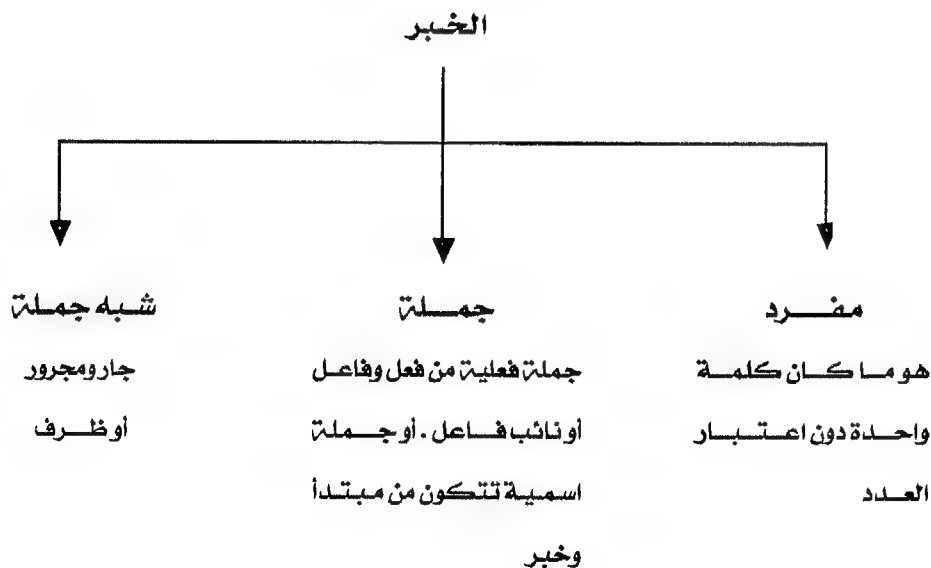 الخبر
مفرد
هو ما كان كلمة
واحدة دون اعتبار
العدد
جملة
جملة فعلية من فعل وفاعل
أو نائب فاعل . أو جملة
اسمية تتكون من مبتدأ
وخبر
شبه جملة
جار ومجرور
أو ظرف